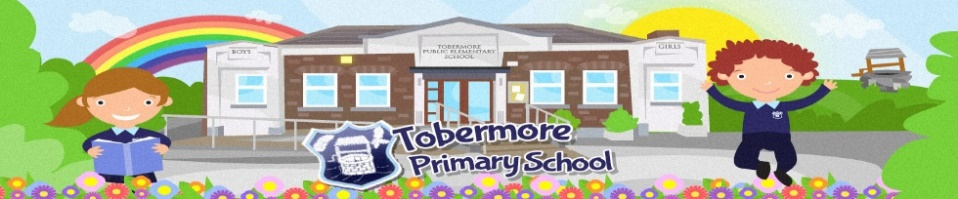 BOYS
TOBERMORE
PUBLIC ELEMENTARY
SCHOOL
GIRLS
Tobermore
Primary School